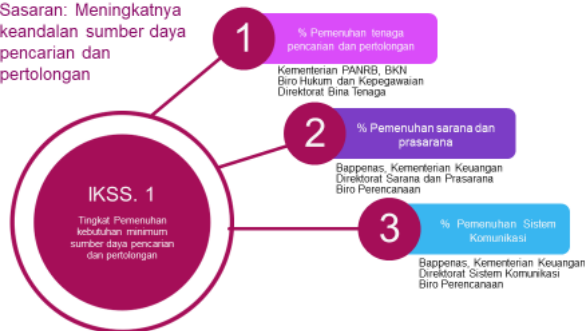 Sasaran: Meningkatnya
keandalan sumber daya
pencarian dan
pertolongan
1
% Pemenuhan tenaga
pencarian dan pertolongan
Kementerian PANRB, BKN
Biro Hukum dan Kepegawaian
Direktorat Bina Tenaga
2
% Pemenuhan sarana dan
prasarana
Bappenas, Kementerian Keuangan
Direktorat Sarana dan Prasarana
Biro Perencanaan
IKSS. 1
Tingkat Pemenuhan
kebutuhan minimum
sumber daya pencarian
dan pertolongan
3
% Pemenuhan Sistem
Komunikasi
Bappenas, Kementerian Keuangan
Direktorat Sistem Komunikasi
Biro Perencanaan